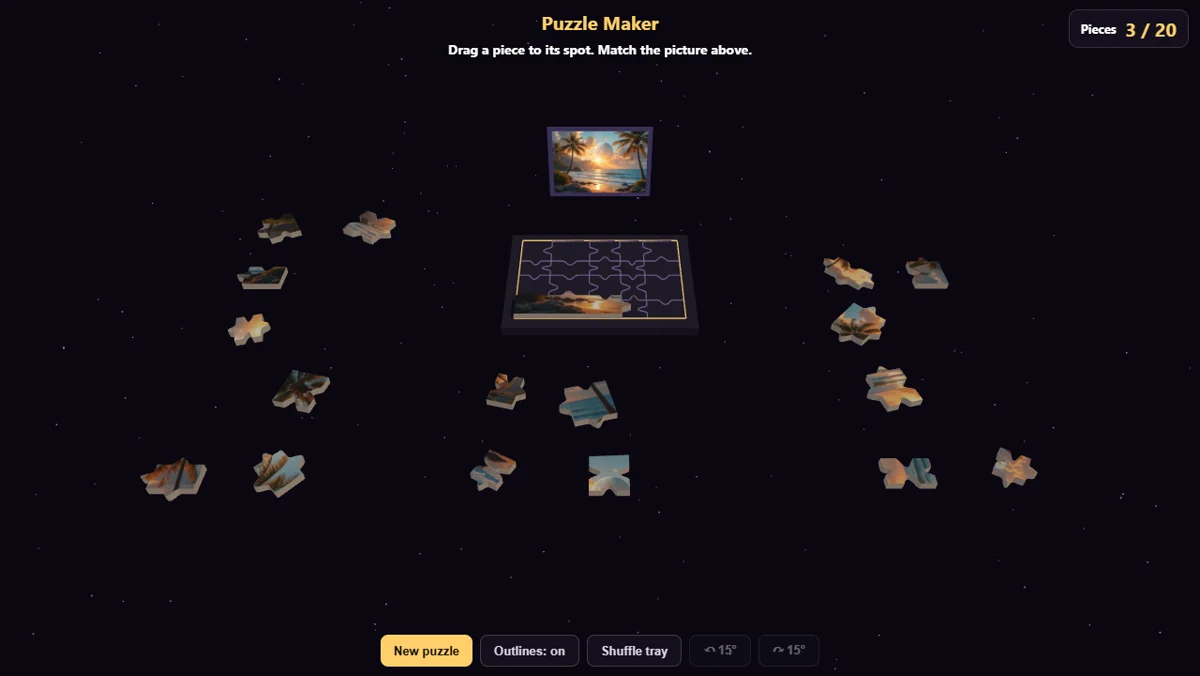 Puzzle Maker
Drag a piece to its spot. Match the picture above.
Pieces 3 / 20
New puzzle
Outlines: on
Shuffle tray
↶ 15°
↷ 15°